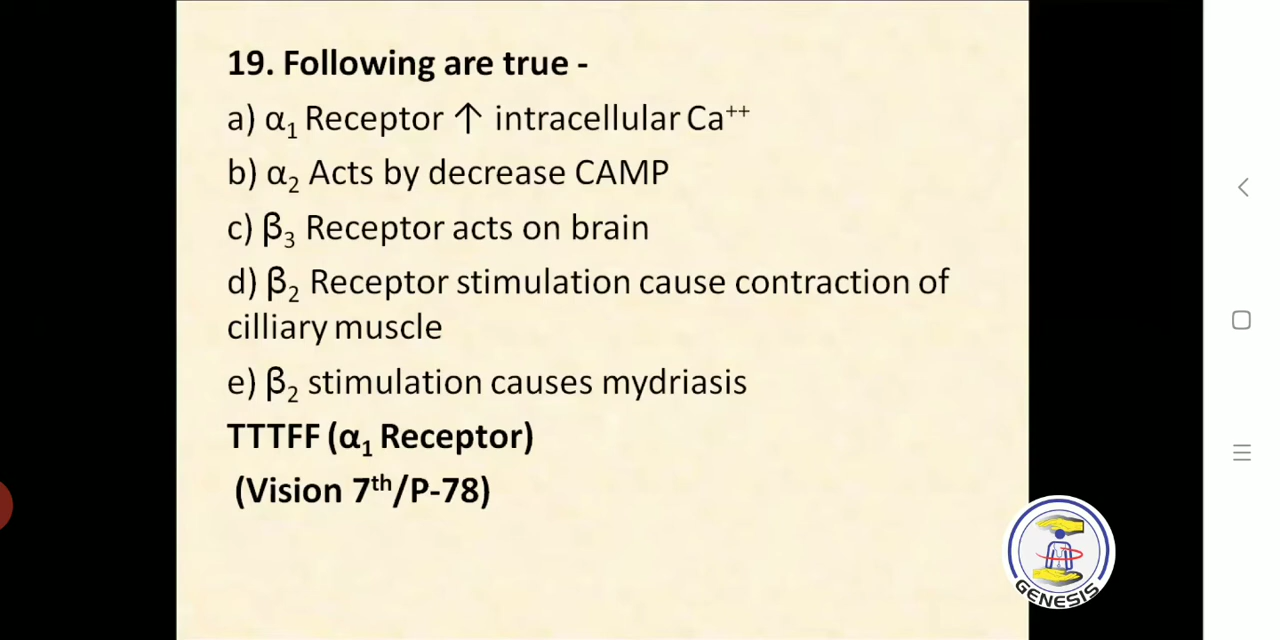 19. Following are true -
a) α₁ Receptor ↑ intracellular Ca⁺⁺
b) α₂ Acts by decrease CAMP
c) β₃ Receptor acts on brain
d) β₂ Receptor stimulation cause contraction of
cilliary muscle
e) β₂ stimulation causes mydriasis
TTTFF (α₁ Receptor)
(Vision 7ᵗʰ/P-78)
GENESIS